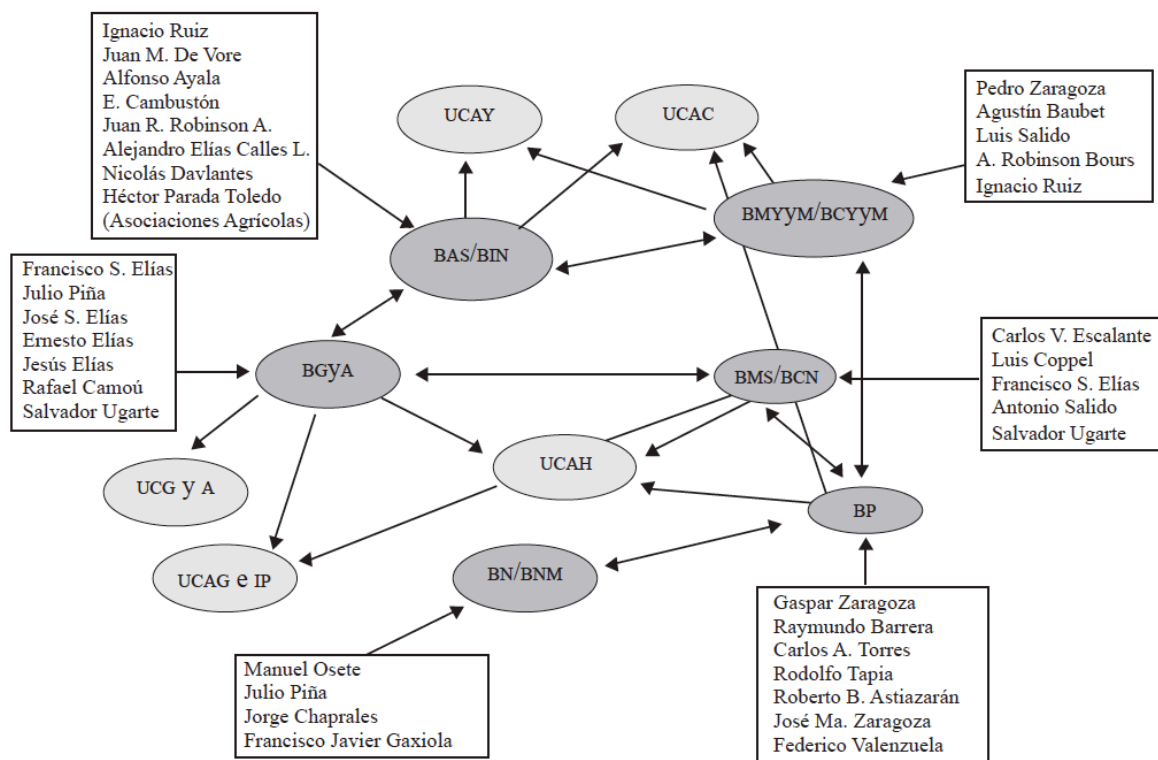 Ignacio Ruiz
Juan M. De Vore
Alfonso Ayala
E. Cambustón
Juan R. Robinson A.
Alejandro Elías Calles L.
Nicolás Davlantes
Héctor Parada Toledo
(Asociaciones Agrícolas)
UCAY
UCAC
Pedro Zaragoza
Agustín Baubet
Luis Salido
A. Robinson Bours
Ignacio Ruiz
BMYyM/BCYyM
BAS/BIN
Francisco S. Elías
Julio Piña
José S. Elías
Ernesto Elías
Jesús Elías
Rafael Camoú
Salvador Ugarte
BGyA
BMS/BCN
Carlos V. Escalante
Luis Coppel
Francisco S. Elías
Antonio Salido
Salvador Ugarte
UCAH
UCG y A
BP
UCAG e IP
BN/BNM
Manuel Osete
Julio Piña
Jorge Chaprales
Francisco Javier Gaxiola
Gaspar Zaragoza
Raymundo Barrera
Carlos A. Torres
Rodolfo Tapia
Roberto B. Astiazarán
José Ma. Zaragoza
Federico Valenzuela